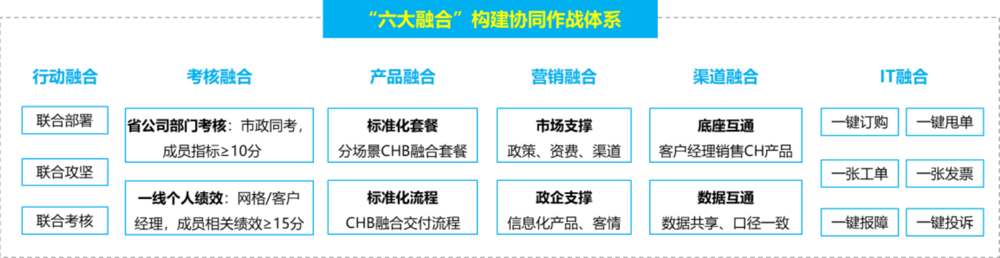 “六大融合”构建协同作战体系
行动融合
联合部署
联合攻坚
联合考核
考核融合
省公司部门考核：市政同考，
成员指标≥10分
一线个人绩效：网格/客户
经理，成员相关绩效≥15分
产品融合
标准化套餐
分场景CHB融合套餐
标准化流程
CHB融合交付流程
营销融合
市场支撑
政策、资费、渠道
政企支撑
信息化产品、客情
渠道融合
底座互通
客户经理销售CH产品
数据互通
数据共享、口径一致
IT融合
一键订购
一键甩单
一张工单
一张发票
一键报障
一键投诉